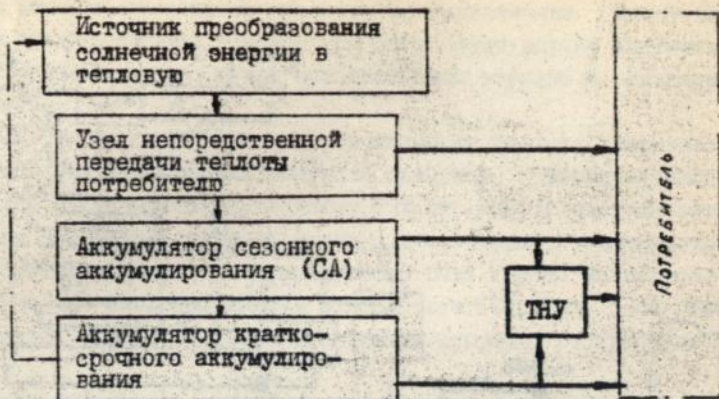 Источник преобразования
солнечной энергии в
тепловую
Узел непоредственной
передачи теплоты
потребителю
Аккумулятор сезонного
аккумулирования (СА)
Аккумулятор кратко-
срочного аккумулиро-
вания
ТНУ
ПОТРЕБИТЕЛЬ